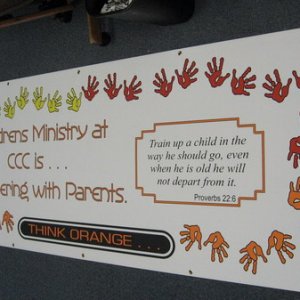 drens Ministry at
CCC is . . .
ering with Parents.
THINK ORANGE . . .
Train up a child in the
way he should go, even
when he is old he will
not depart from it.
Proverbs 22:6